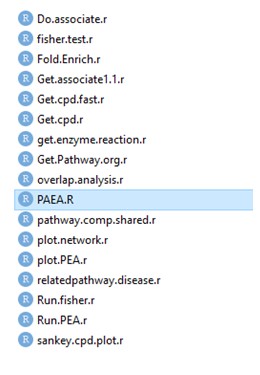 Do.associate.r
fisher.test.r
Fold.Enrich.r
Get.associate1.1.r
Get.cpd.fast.r
Get.cpd.r
get.enzyme.reaction.r
Get.Pathway.org.r
overlap.analysis.r
PAEA.R
pathway.comp.shared.r
plot.network.r
plot.PEA.r
relatedpathway.disease.r
Run.fisher.r
Run.PEA.r
sankey.cpd.plot.r